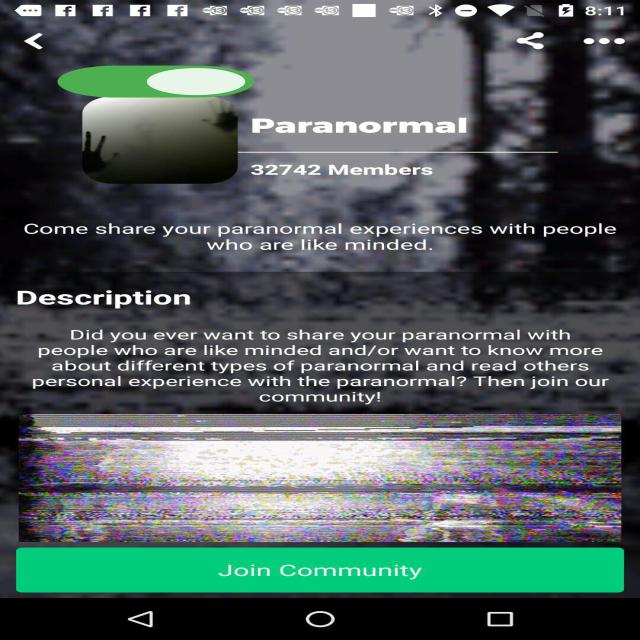 8:11
Paranormal
32742 Members
Come share your paranormal experiences with people
who are like minded.
Description
Did you ever want to share your paranormal with
people who are like minded and/or want to know more
about different types of paranormal and read others
personal experience with the paranormal? Then join our
community!
Join Community